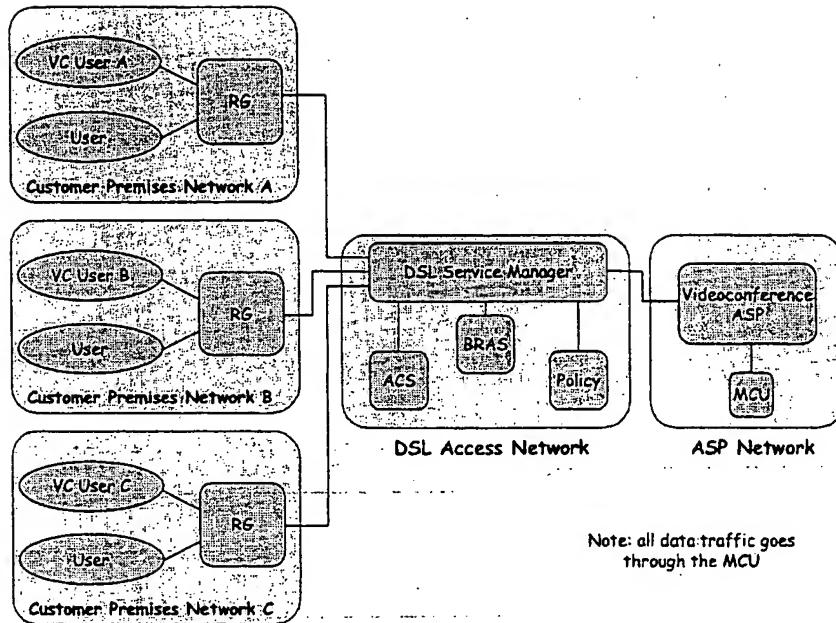 VC User A
RG
User
Customer Premises Network A
VC User B
RG
User
Customer Premises Network B
VC User C
RG
User
Customer Premises Network C
DSL Service Manager
ACS
BRAS
Policy
DSL Access Network
Videoconference
ASP
MCU
ASP Network
Note: all data traffic goes
through the MCU